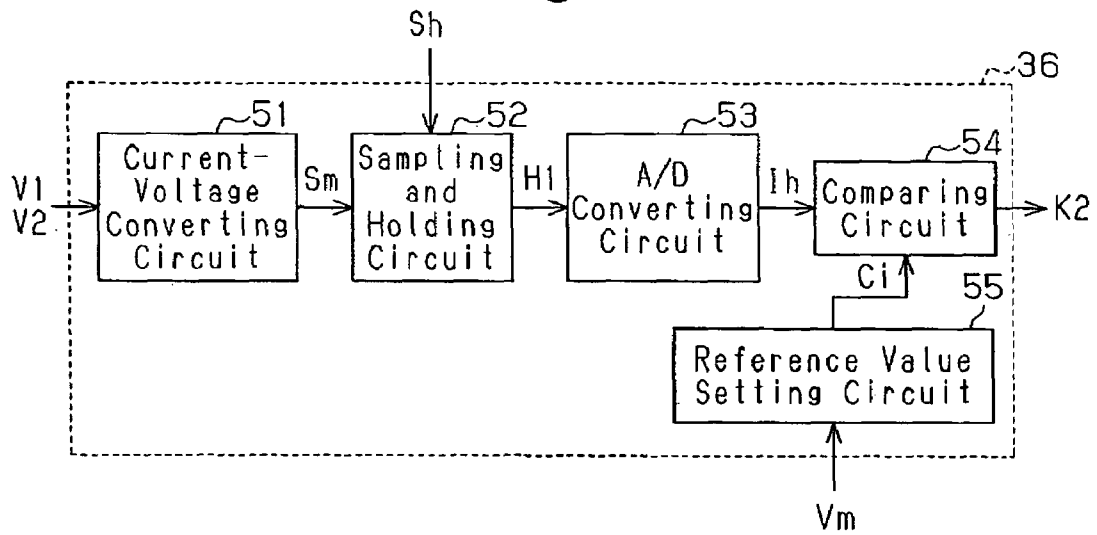 Sh
36
51
52
53
54
V1
V2
Current-
Voltage
Converting
Circuit
Sm
Sampling
and
Holding
Circuit
H1
A/D
Converting
Circuit
Ih
Comparing
Circuit
K2
Ci
55
Reference Value
Setting Circuit
Vm